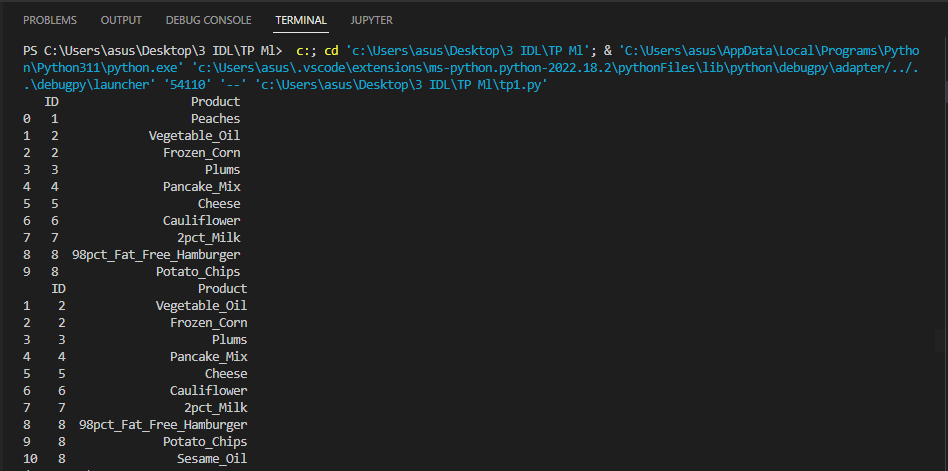 PROBLEMS OUTPUT DEBUG CONSOLE TERMINAL JUPYTER
PS C:\Users\asus\Desktop\3 IDL\TP Ml>  c:; cd 'c:\Users\asus\Desktop\3 IDL\TP Ml'; & 'C:\Users\asus\AppData\Local\Programs\Pytho
n\Python311\python.exe' 'c:\Users\asus\.vscode\extensions\ms-python.python-2022.18.2\pythonFiles\lib\python\debugpy\adapter/../.
.\debugpy\launcher' '54110' '--' 'c:\Users\asus\Desktop\3 IDL\TP Ml\tp1.py'
ID Product
0 1 Peaches
1 2 Vegetable_Oil
2 2 Frozen_Corn
3 3 Plums
4 4 Pancake_Mix
5 5 Cheese
6 6 Cauliflower
7 7 2pct_Milk
8 8 98pct_Fat_Free_Hamburger
9 8 Potato_Chips
ID Product
1 2 Vegetable_Oil
2 2 Frozen_Corn
3 3 Plums
4 4 Pancake_Mix
5 5 Cheese
6 6 Cauliflower
7 7 2pct_Milk
8 8 98pct_Fat_Free_Hamburger
9 8 Potato_Chips
10 8 Sesame_Oil